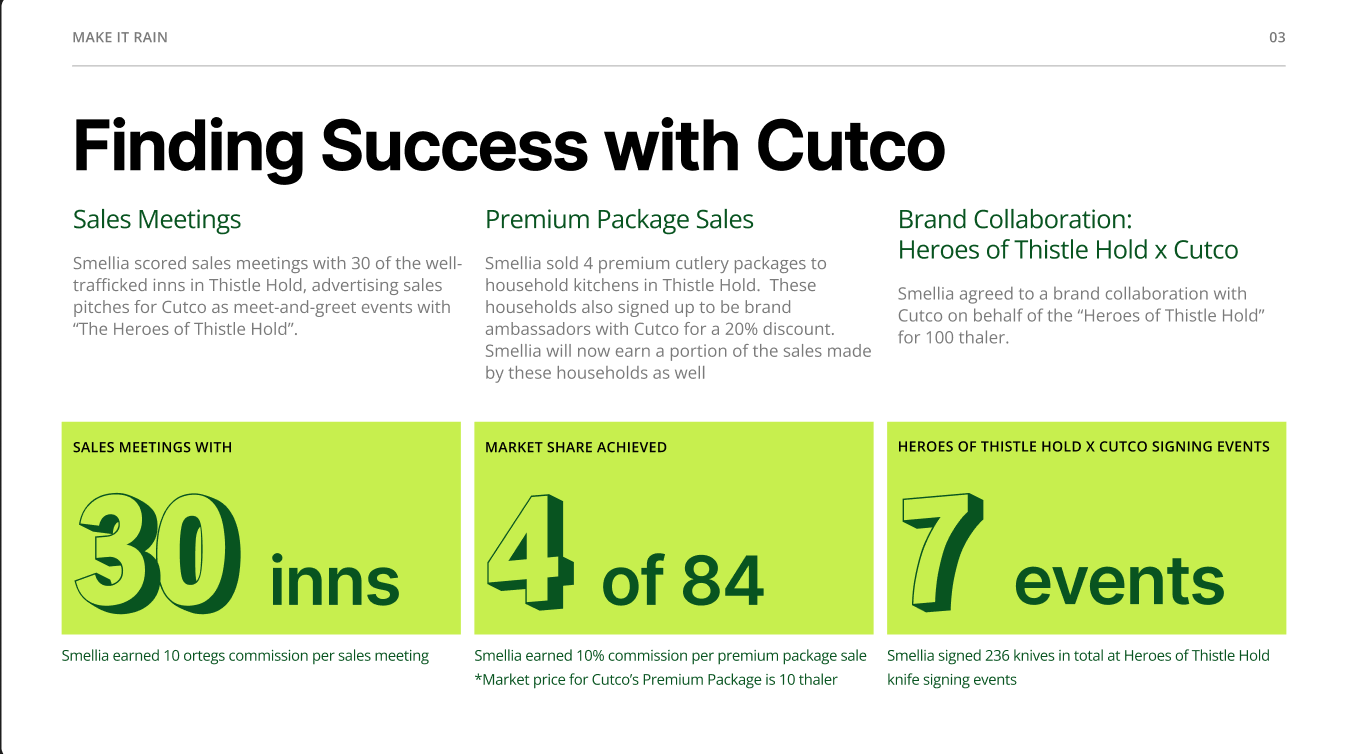 MAKE IT RAIN
03
Finding Success with Cutco
Sales Meetings
Smellia scored sales meetings with 30 of the well-
trafficked inns in Thistle Hold, advertising sales
pitches for Cutco as meet-and-greet events with
“The Heroes of Thistle Hold”.
Premium Package Sales
Smellia sold 4 premium cutlery packages to
household kitchens in Thistle Hold.  These
households also signed up to be brand
ambassadors with Cutco for a 20% discount.
Smellia will now earn a portion of the sales made
by these households as well
Brand Collaboration:
Heroes of Thistle Hold x Cutco
Smellia agreed to a brand collaboration with
Cutco on behalf of the “Heroes of Thistle Hold”
for 100 thaler.
SALES MEETINGS WITH
30 inns
Smellia earned 10 ortegs commission per sales meeting
MARKET SHARE ACHIEVED
4 of 84
Smellia earned 10% commission per premium package sale
*Market price for Cutco’s Premium Package is 10 thaler
HEROES OF THISTLE HOLD X CUTCO SIGNING EVENTS
7 events
Smellia signed 236 knives in total at Heroes of Thistle Hold
knife signing events